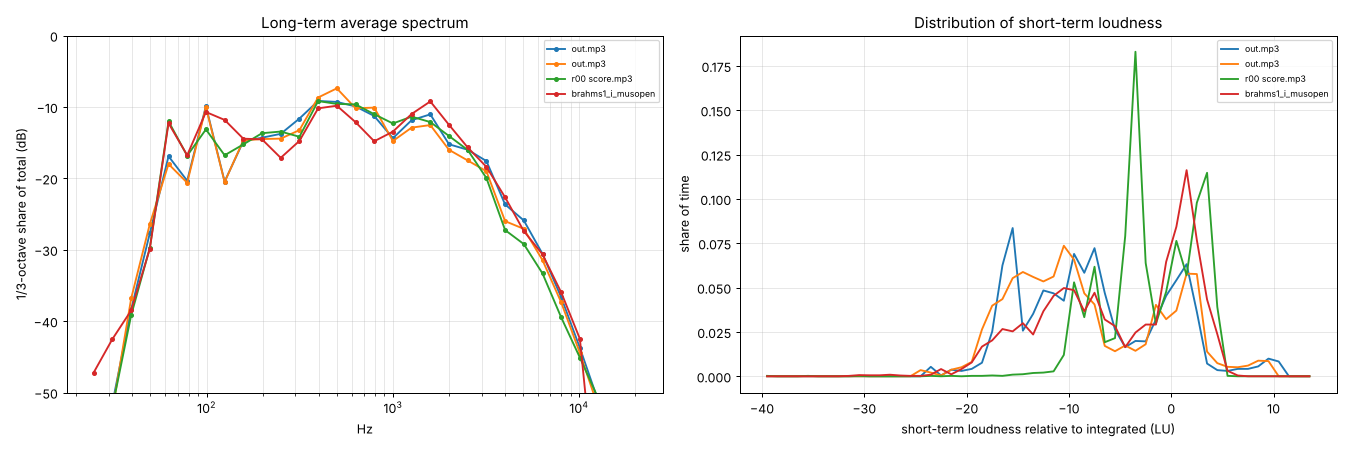 Long-term average spectrum
1/3-octave share of total (dB)
0
−10
−20
−30
−40
−50
10²
10³
10⁴
Hz
out.mp3
out.mp3
r00 score.mp3
brahms1_i_musopen
Distribution of short-term loudness
share of time
0.175
0.150
0.125
0.100
0.075
0.050
0.025
0.000
−40
−30
−20
−10
0
10
short-term loudness relative to integrated (LU)
out.mp3
out.mp3
r00 score.mp3
brahms1_i_musopen